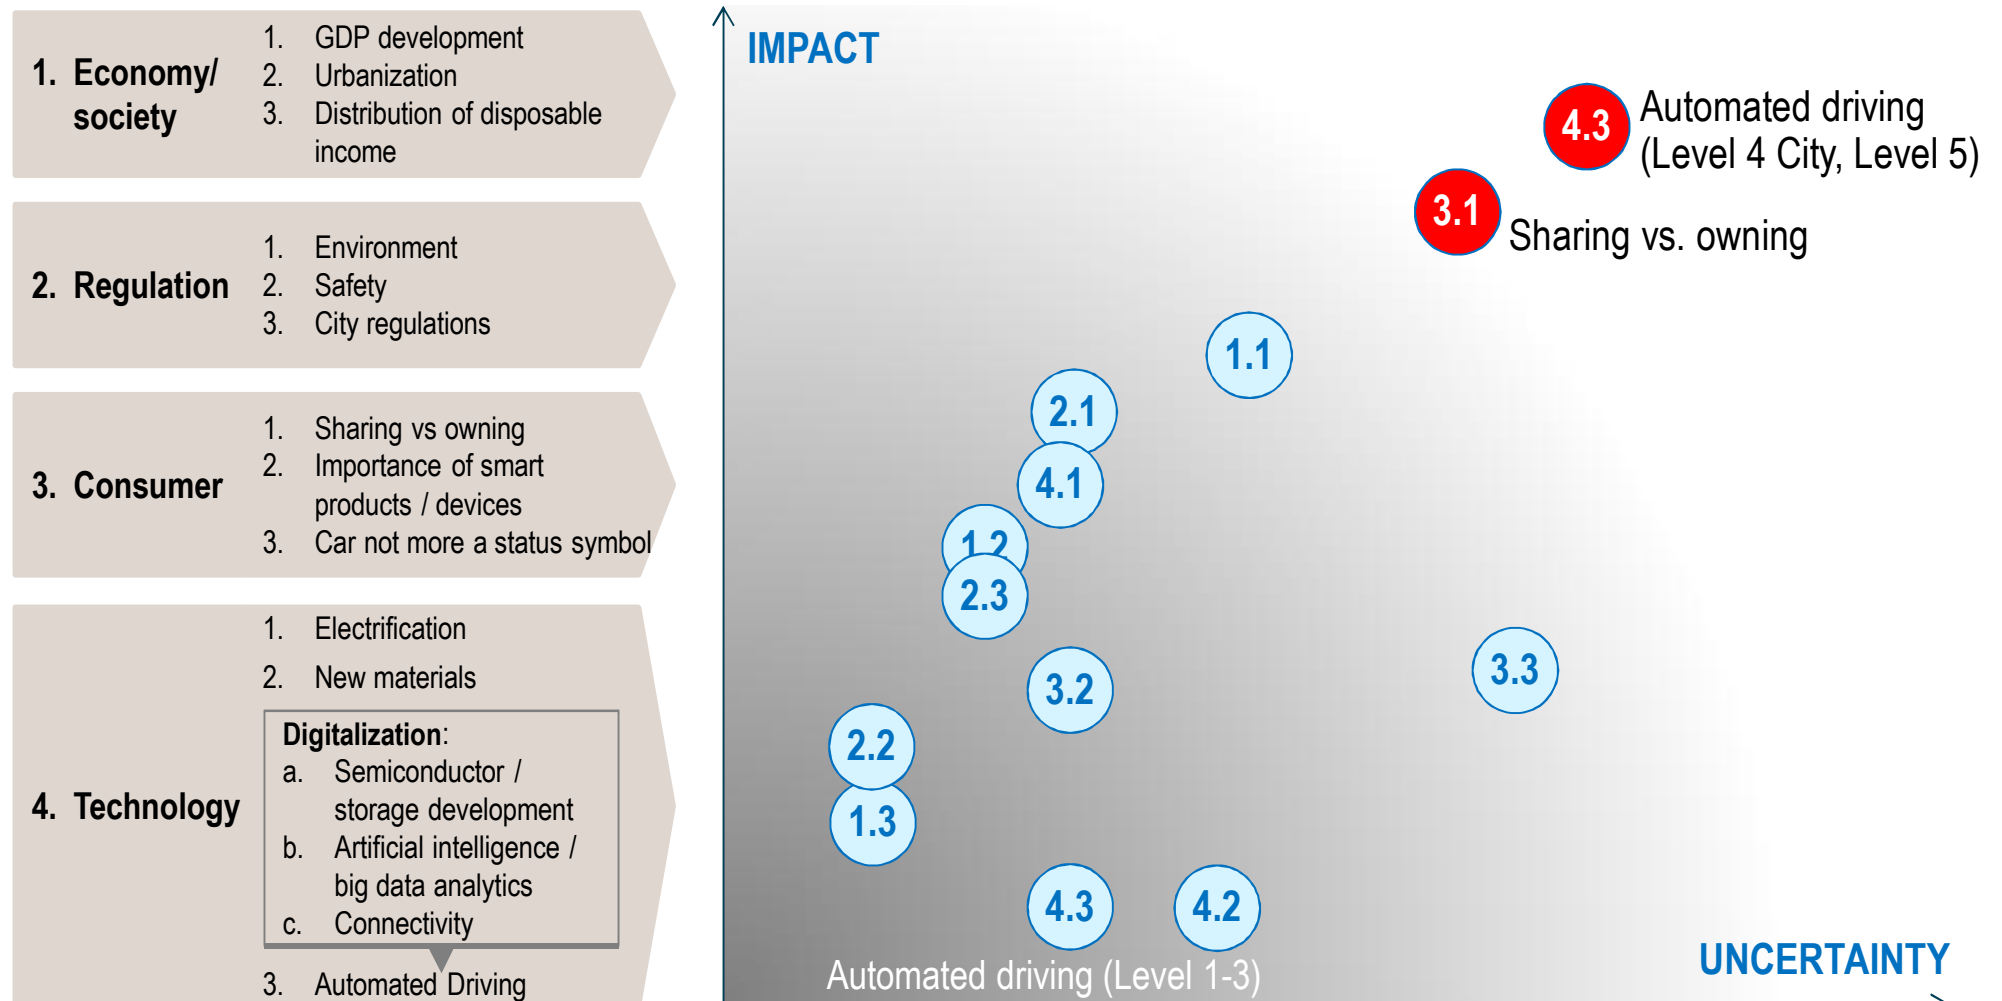 1. Economy/
society
1. GDP development
2. Urbanization
3. Distribution of disposable
income
2. Regulation
1. Environment
2. Safety
3. City regulations
3. Consumer
1. Sharing vs owning
2. Importance of smart
products / devices
3. Car not more a status symbol
4. Technology
1. Electrification
2. New materials
Digitalization:
a. Semiconductor /
storage development
b. Artificial intelligence /
big data analytics
c. Connectivity
3. Automated Driving
IMPACT
4.3
Automated driving
(Level 4 City, Level 5)
3.1
Sharing vs. owning
1.1
2.1
4.1
1.2
2.3
3.2
3.3
2.2
1.3
4.3
4.2
Automated driving (Level 1-3)
UNCERTAINTY